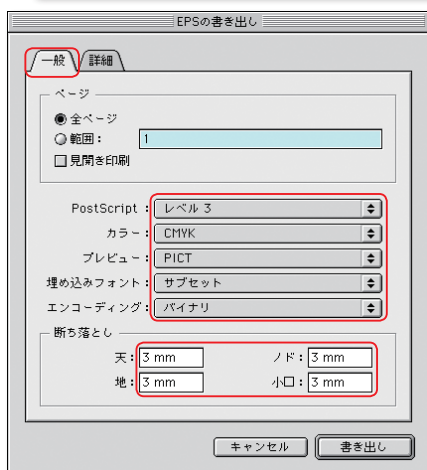 EPSの書き出し
一般 詳細
ページ
全ページ
範囲： 1
見開き印刷
PostScript : レベル 3
カラー : CMYK
プレビュー : PICT
埋め込みフォント : サブセット
エンコーディング : バイナリ
断ち落とし
天 : 3 mm ノド : 3 mm
地 : 3 mm 小口 : 3 mm
キャンセル 書き出し